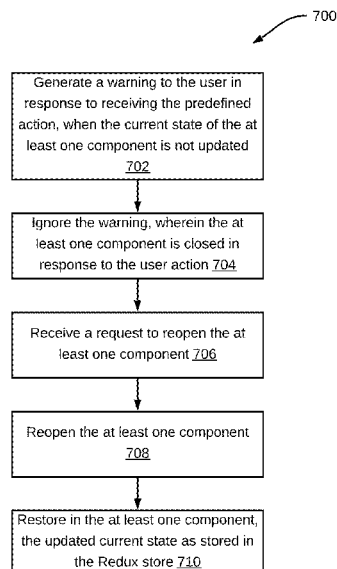 700
Generate a warning to the user in
response to receiving the predefined
action, when the current state of the at
least one component is not updated
702
Ignore the warning, wherein the at
least one component is closed in
response to the user action 704
Receive a request to reopen the at
least one component 706
Reopen the at least one component
708
Restore in the at least one component,
the updated current state as stored in
the Redux store 710